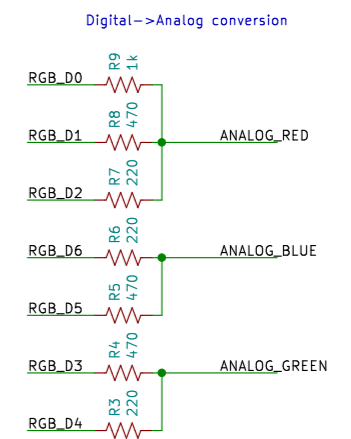 Digital->Analog conversion
R9
1k
RGB_D0
R8
470
RGB_D1
ANALOG_RED
R7
220
RGB_D2
R6
220
RGB_D6
ANALOG_BLUE
R5
470
RGB_D5
R4
470
RGB_D3
ANALOG_GREEN
R3
220
RGB_D4